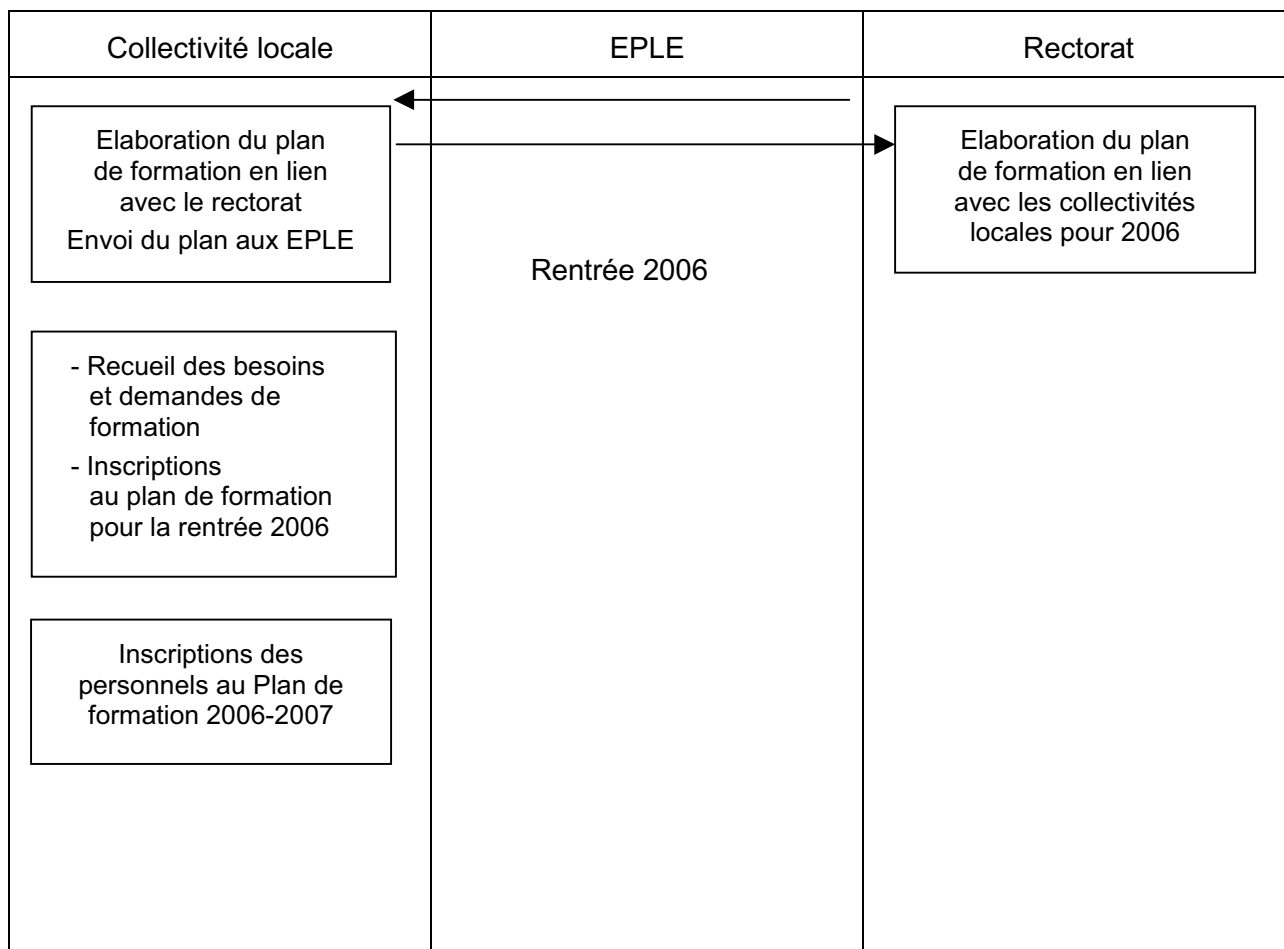 Collectivité locale
EPLE
Rectorat
Elaboration du plan
de formation en lien
avec le rectorat
Envoi du plan aux EPLE
Rentrée 2006
Elaboration du plan
de formation en lien
avec les collectivités
locales pour 2006
- Recueil des besoins
et demandes de
formation
- Inscriptions
au plan de formation
pour la rentrée 2006
Inscriptions des
personnels au Plan de
formation 2006-2007